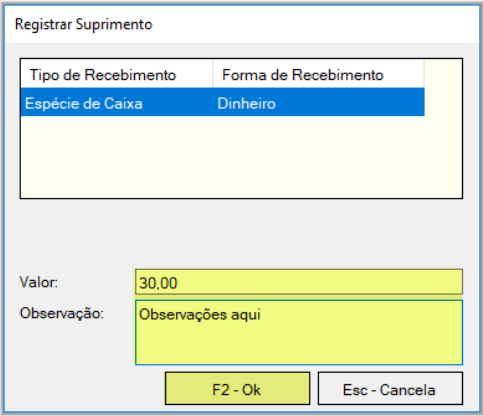 Registrar Suprimento
Tipo de Recebimento Forma de Recebimento
Espécie de Caixa Dinheiro
Valor: 30,00
Observação: Observações aqui
F2 - Ok Esc - Cancela